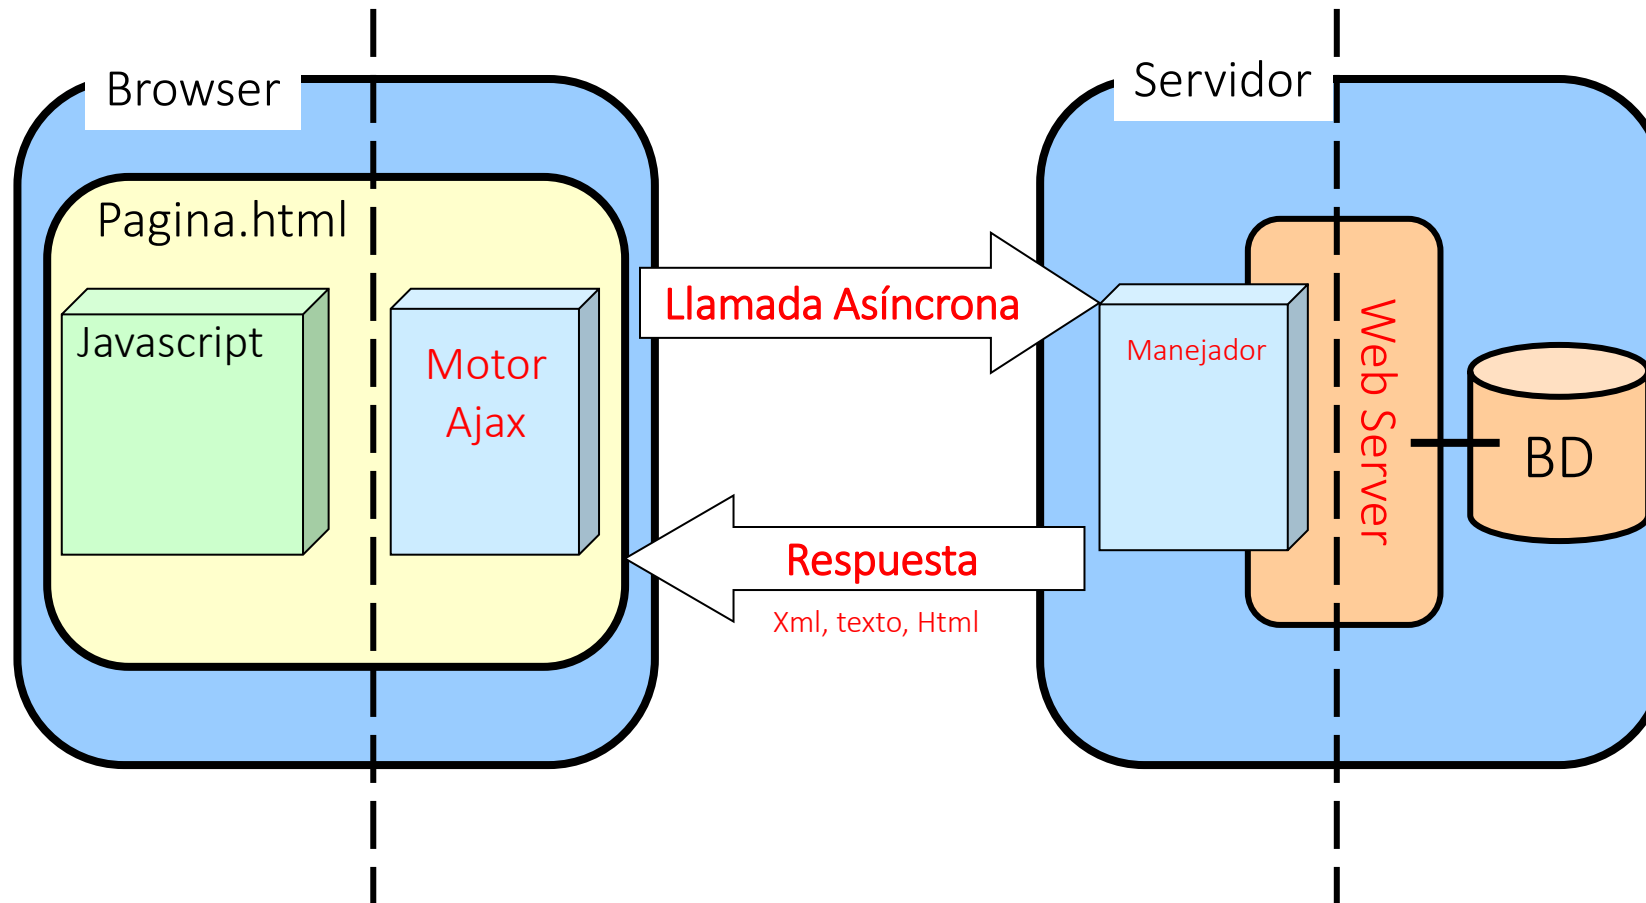 Browser
Servidor
Pagina.html
Javascript
Motor
Ajax
Llamada Asíncrona
Manejador
Web Server
BD
Respuesta
Xml, texto, Html